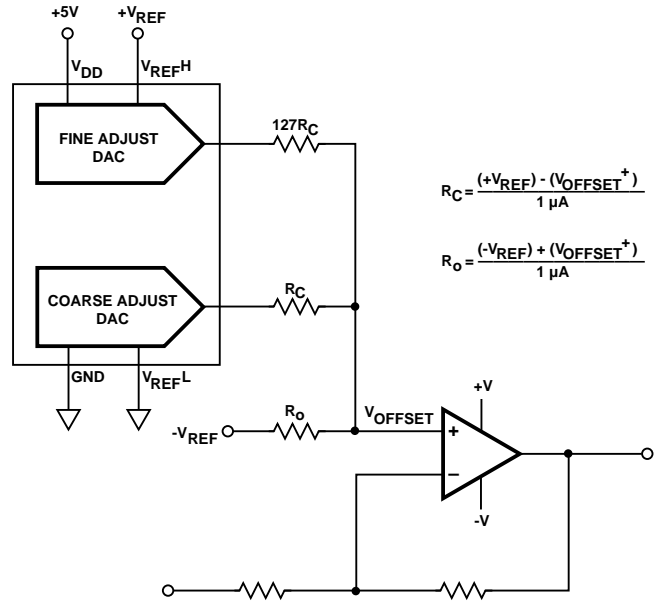 +5V
+VREF
VDD
VREFH
FINE ADJUST
DAC
127RC
RC = (+VREF) - (VOFFSET+)
1 µA
Ro = (-VREF) + (VOFFSET+)
1 µA
COARSE ADJUST
DAC
RC
GND
VREFL
-VREF
Ro
VOFFSET
+V
+
–
-V